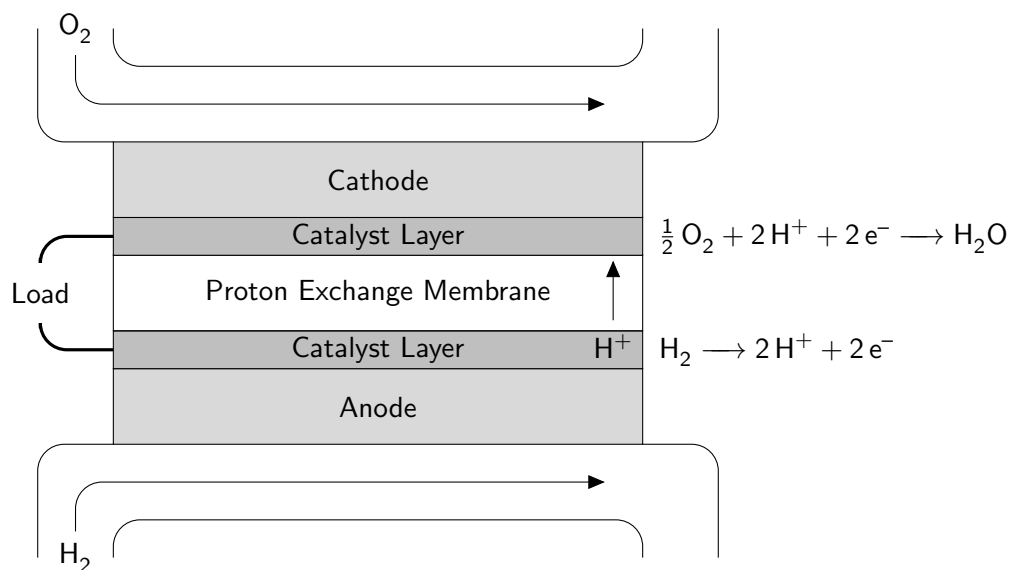 O₂
Cathode
Catalyst Layer
½ O₂ + 2 H⁺ + 2 e⁻ ⟶ H₂O
Load
Proton Exchange Membrane
Catalyst Layer
H⁺
H₂ ⟶ 2 H⁺ + 2 e⁻
Anode
H₂